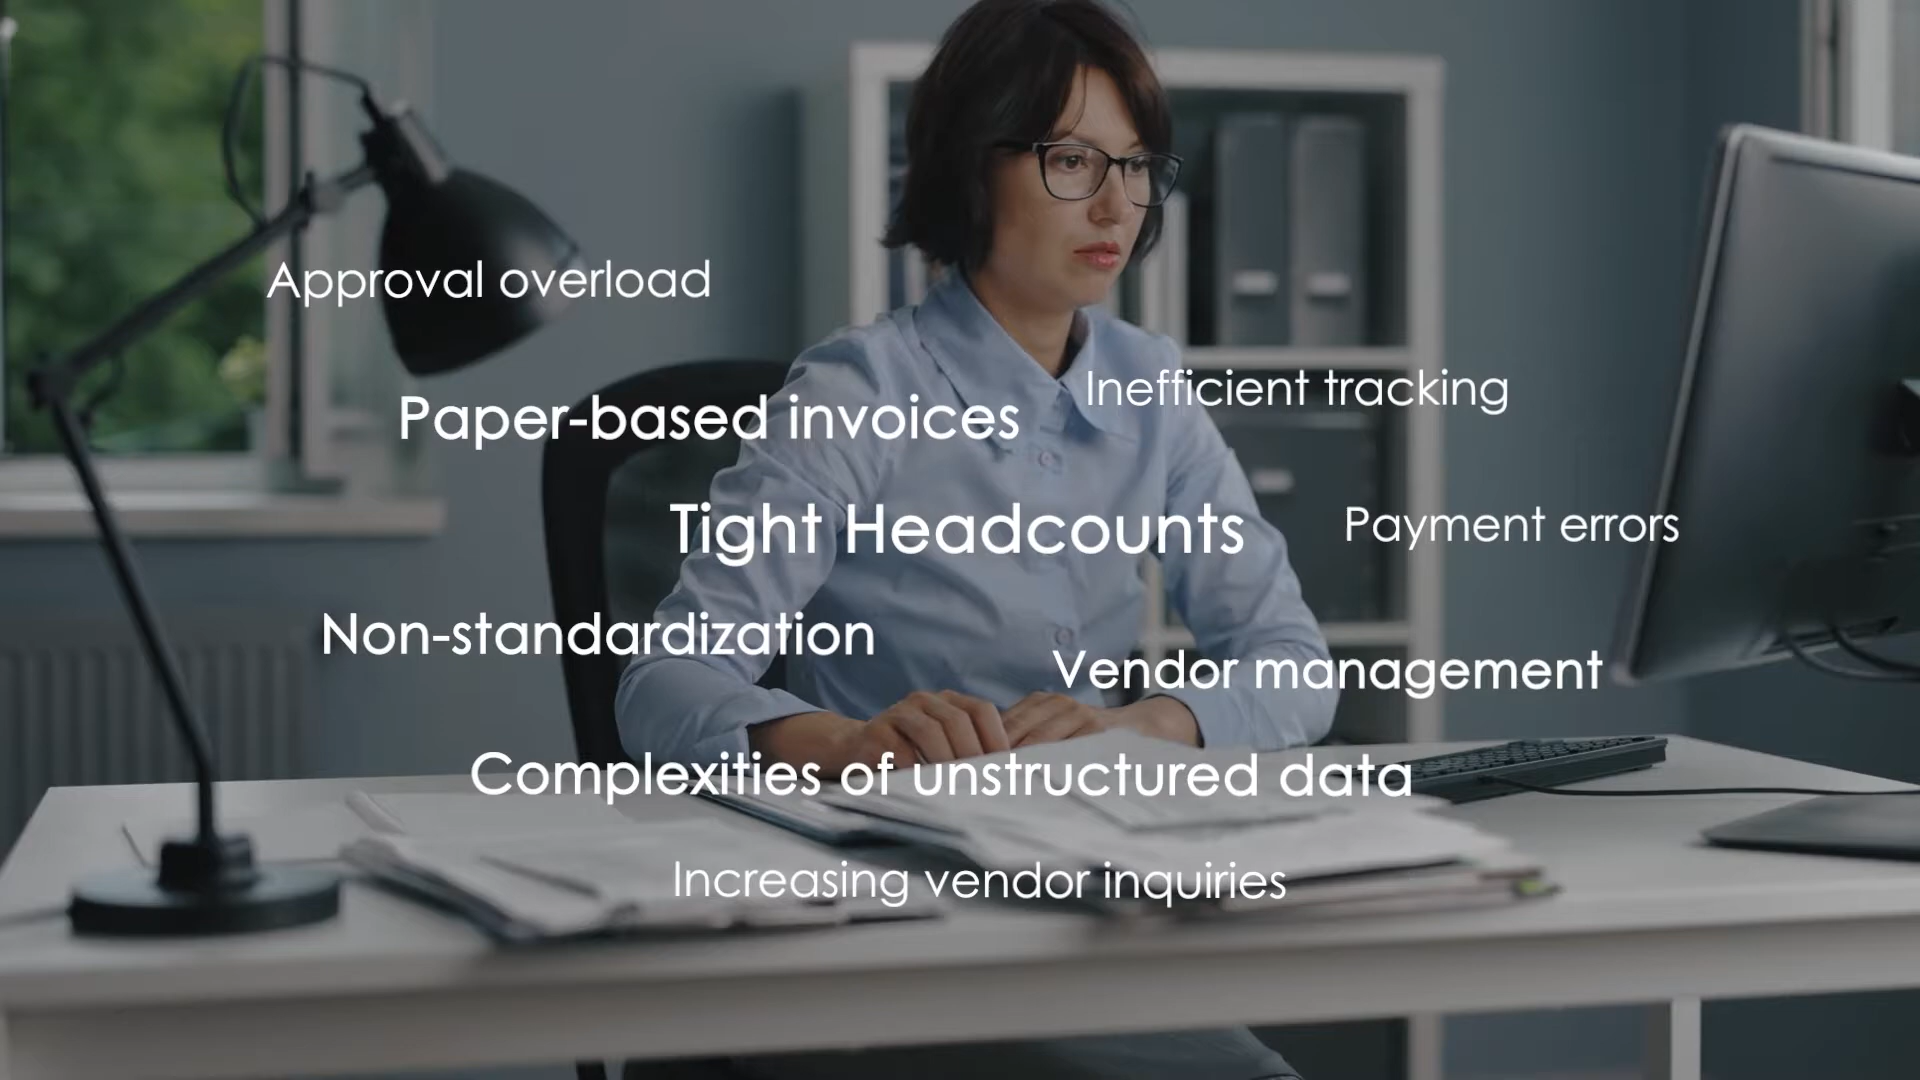 Approval overload
Inefficient tracking
Paper-based invoices
Tight Headcounts
Payment errors
Non-standardization
Vendor management
Complexities of unstructured data
Increasing vendor inquiries